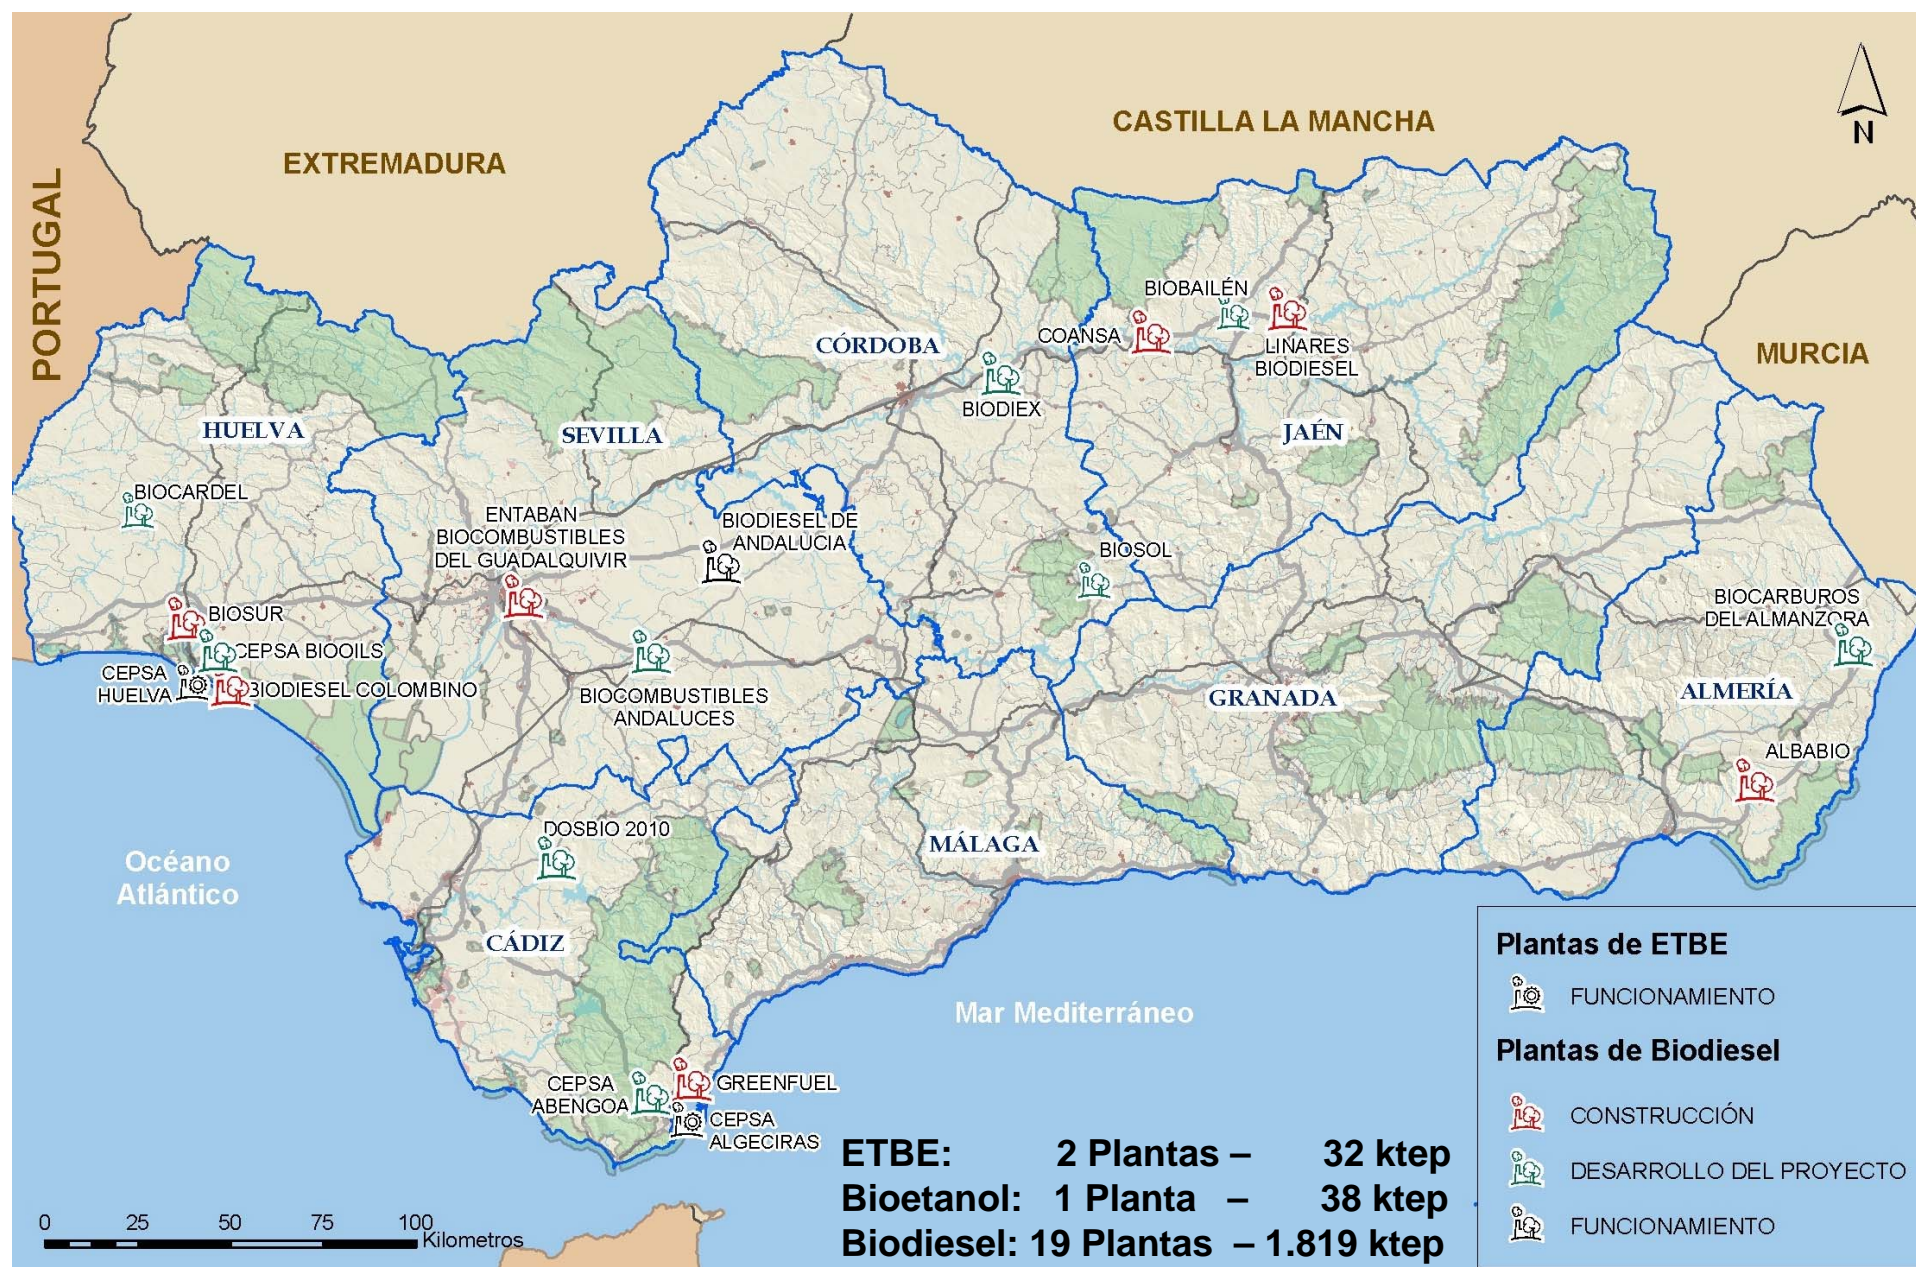 CASTILLA LA MANCHA
N
EXTREMADURA
PORTUGAL
BIOBAILÉN
COANSA
CÓRDOBA
LINARES
BIODIESEL
MURCIA
BIODIEX
HUELVA
SEVILLA
JAÉN
BIOCARDEL
ENTABAN
BIOCOMBUSTIBLES
DEL GUADALQUIVIR
BIODIESEL DE
ANDALUCIA
BIOSOL
BIOCARBUROS
DEL ALMANZORA
BIOSUR
CEPSA BIOOILS
CEPSA
HUELVA
BIODIESEL COLOMBINO
BIOCOMBUSTIBLES
ANDALUCES
GRANADA
ALMERÍA
ALBABIO
DOSBIO 2010
MÁLAGA
Océano
Atlántico
CÁDIZ
Mar Mediterráneo
CEPSA
ABENGOA
GREENFUEL
CEPSA
ALGECIRAS
Plantas de ETBE
FUNCIONAMIENTO
Plantas de Biodiesel
CONSTRUCCIÓN
DESARROLLO DEL PROYECTO
FUNCIONAMIENTO
ETBE: 2 Plantas – 32 ktep
Bioetanol: 1 Planta – 38 ktep
Biodiesel: 19 Plantas – 1.819 ktep
0 25 50 75 100
Kilometros